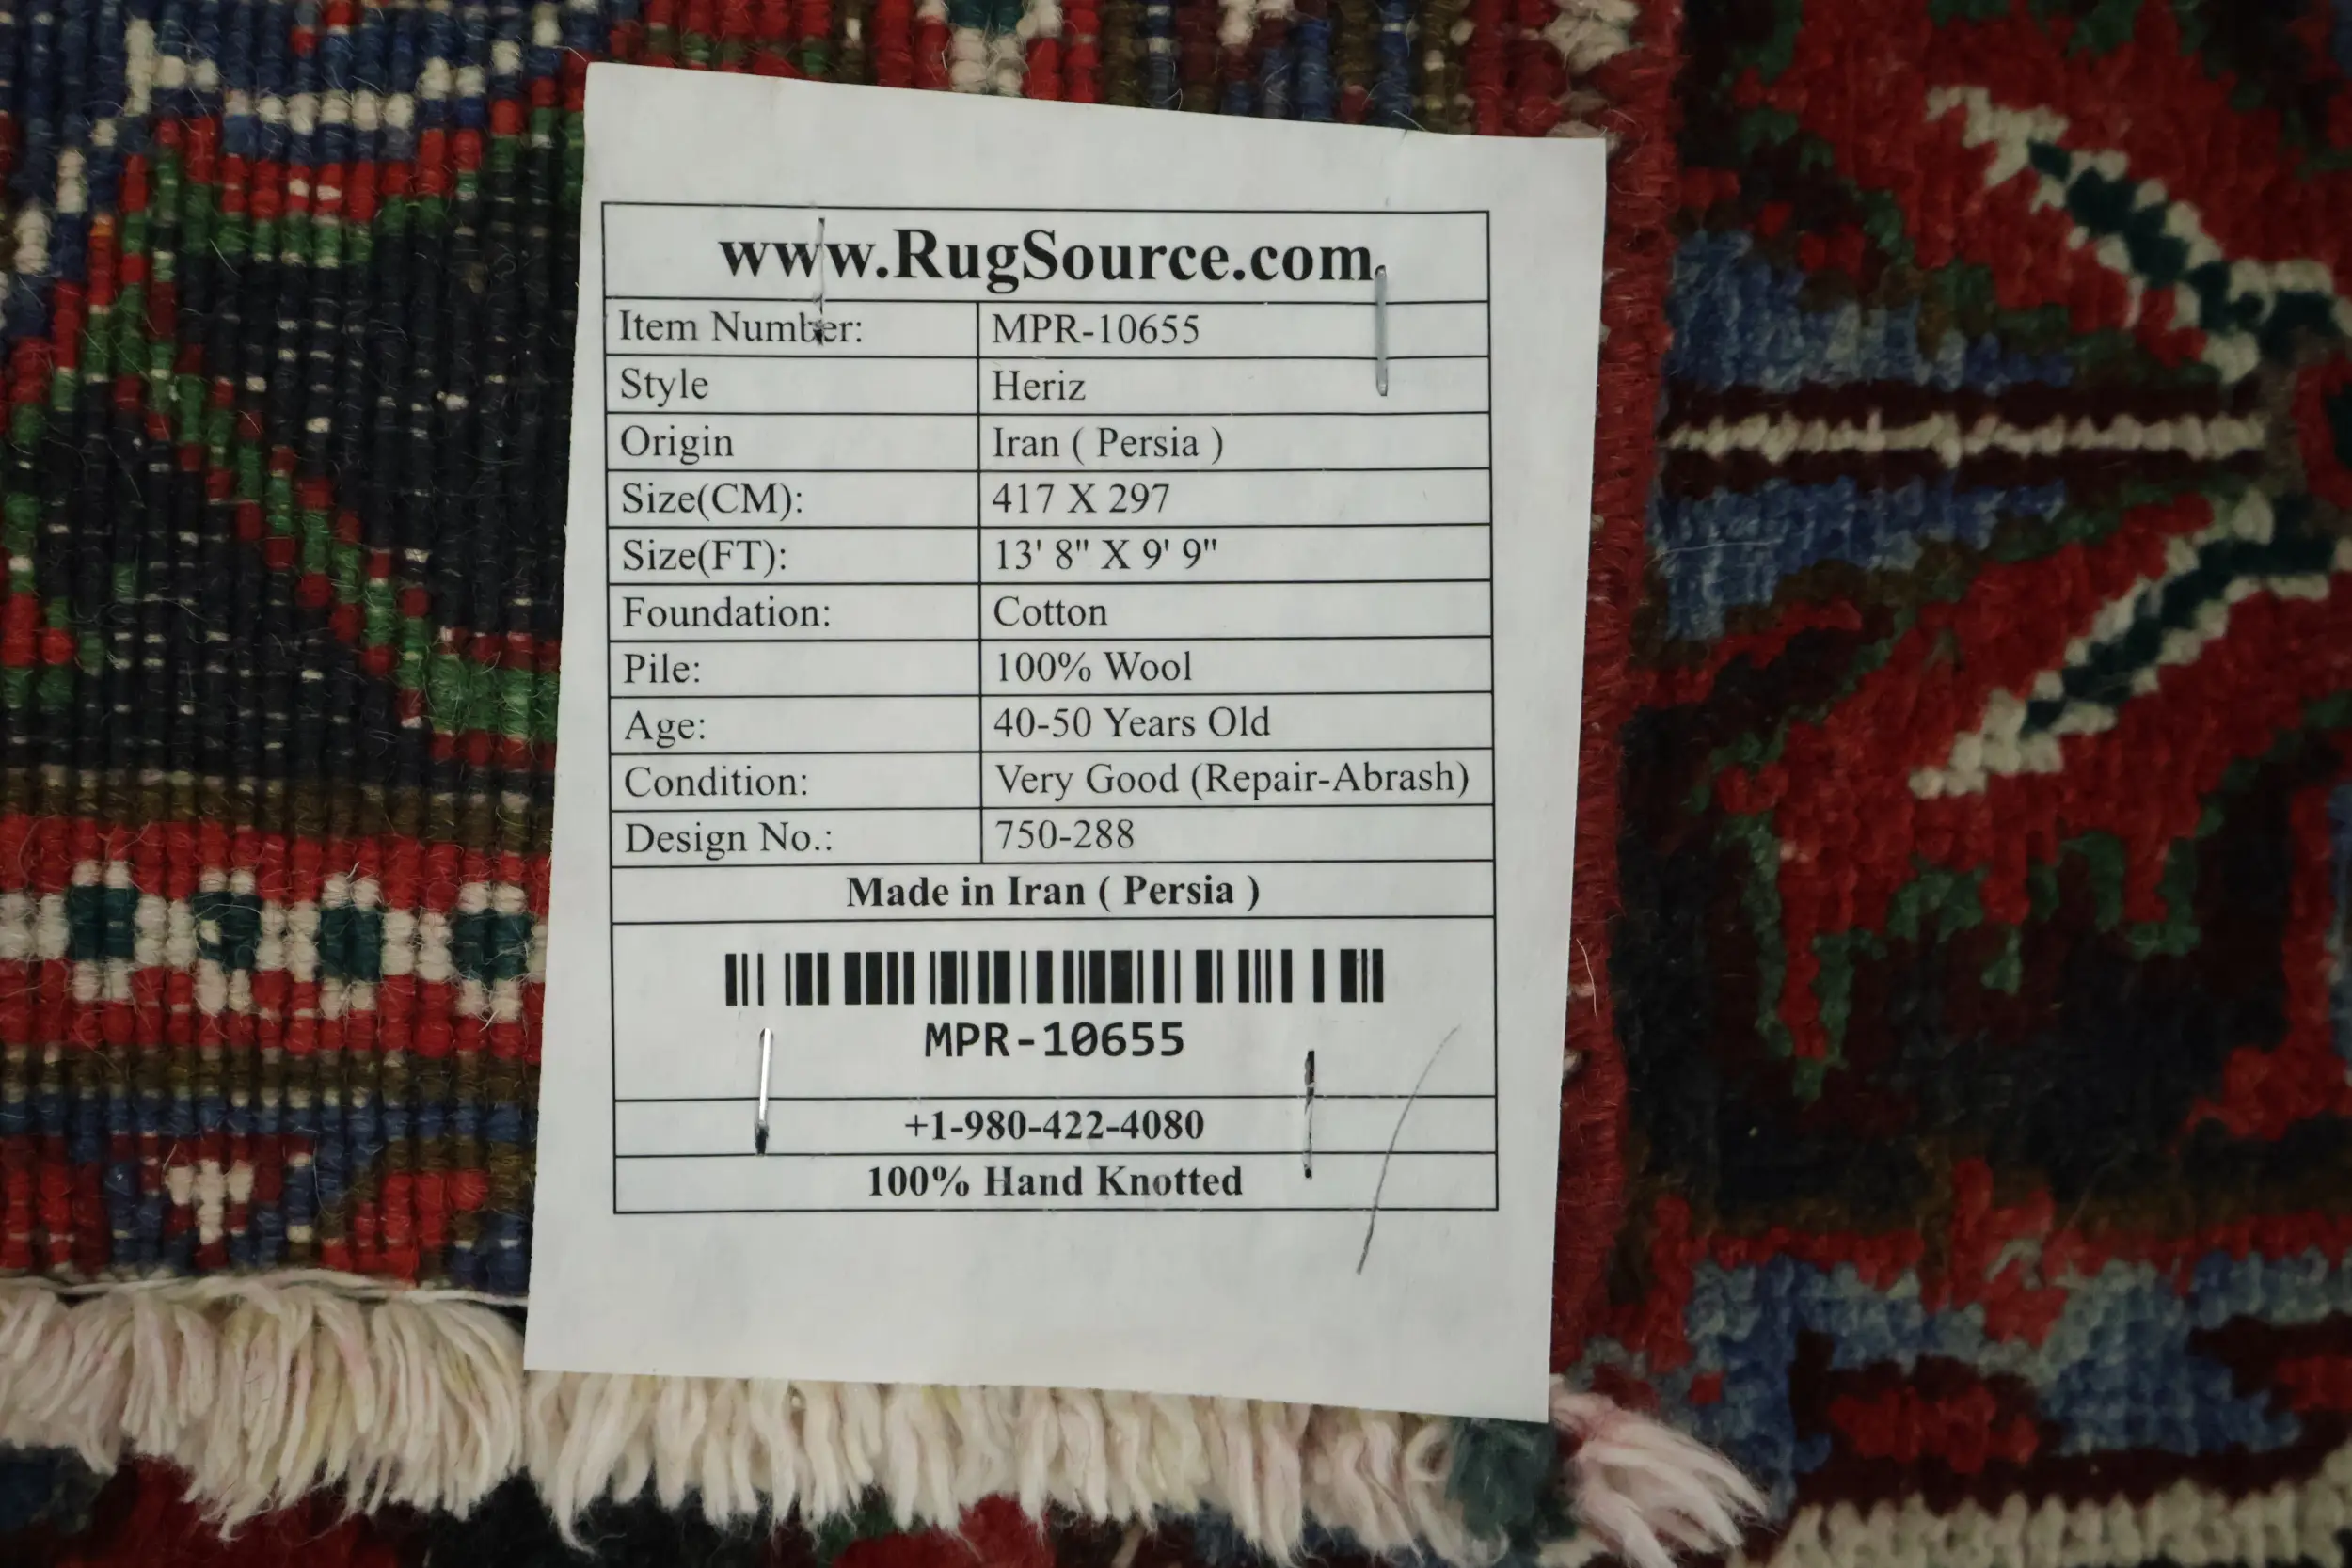 www.RugSource.com
Item Number: MPR-10655
Style Heriz
Origin Iran ( Persia )
Size(CM): 417 X 297
Size(FT): 13' 8" X 9' 9"
Foundation: Cotton
Pile: 100% Wool
Age: 40-50 Years Old
Condition: Very Good (Repair-Abrash)
Design No.: 750-288
Made in Iran ( Persia )
MPR-10655
+1-980-422-4080
100% Hand Knotted